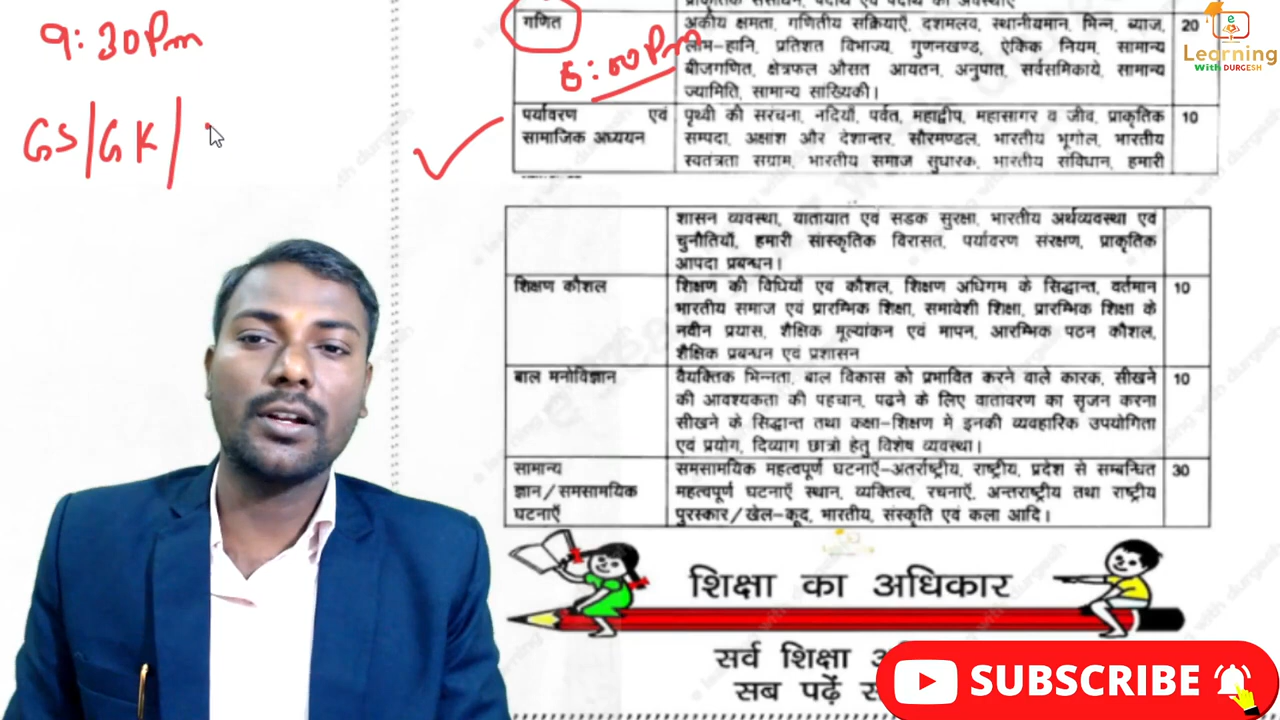 9:30Pm
GS/GK/
गणित
अंकीय क्षमता, गणितीय सक्रियाएँ, दशमलव, स्थानीयमान, भिन्न, ब्याज,
20
लाभ-हानि, प्रतिशत विभाज्य, गुणनखण्ड, ऐकिक नियम, सामान्य
बीजगणित, क्षेत्रफल औसत आयतन, अनुपात, सर्वसमिकाये, सामान्य
ज्यामिति, सामान्य सांख्यिकी।
:00Pm
पर्यावरण एवं
सामाजिक अध्ययन
पृथ्वी की सरंचना, नदियाँ, पर्वत, महाद्वीप, महासागर व जीव, प्राकृतिक
10
सम्पदा, अक्षांश और देशान्तर, सौरमण्डल, भारतीय भूगोल, भारतीय
स्वतंत्रता सग्राम, भारतीय समाज सुधारक, भारतीय संविधान, हमारी
शासन व्यवस्था, यातायात एवं सडक सुरक्षा, भारतीय अर्थव्यवस्था एवं
चुनौतियाँ, हमारी सांस्कृतिक विरासत, पर्यावरण संरक्षण, प्राकृतिक
आपदा प्रबन्धन।
शिक्षण कौशल
शिक्षण की विधियाँ एवं कौशल, शिक्षण अधिगम के सिद्धान्त, वर्तमान
10
भारतीय समाज एवं प्रारम्भिक शिक्षा, समावेशी शिक्षा, प्रारम्भिक शिक्षा के
नवीन प्रयास, शैक्षिक मूल्यांकन एवं मापन, आरम्भिक पठन कौशल,
शैक्षिक प्रबन्धन एवं प्रशासन
बाल मनोविज्ञान
वैयक्तिक भिन्नता, बाल विकास को प्रभावित करने वाले कारक, सीखने
10
की आवश्यकता की पहचान, पढने के लिए वातावरण का सृजन करना
सीखने के सिद्धान्त तथा कक्षा-शिक्षण मे इनकी व्यवहारिक उपयोगिता
एवं प्रयोग, दिव्याग छात्रो हेतु विशेष व्यवस्था।
सामान्य
ज्ञान/समसामयिक
घटनाएँ
समसामयिक महत्वपूर्ण घटनाएँ-अंतर्राष्ट्रीय, राष्ट्रीय, प्रदेश से सम्बन्धित
30
महत्वपूर्ण घटनाएँ स्थान, व्यक्तित्व, रचनाएँ, अन्तराष्ट्रीय तथा राष्ट्रीय
पुरस्कार/खेल-कूद, भारतीय, संस्कृति एवं कला आदि।
शिक्षा का अधिकार
सर्व शिक्षा
सब पढ़ें
SUBSCRIBE
Learning
With DURGESH